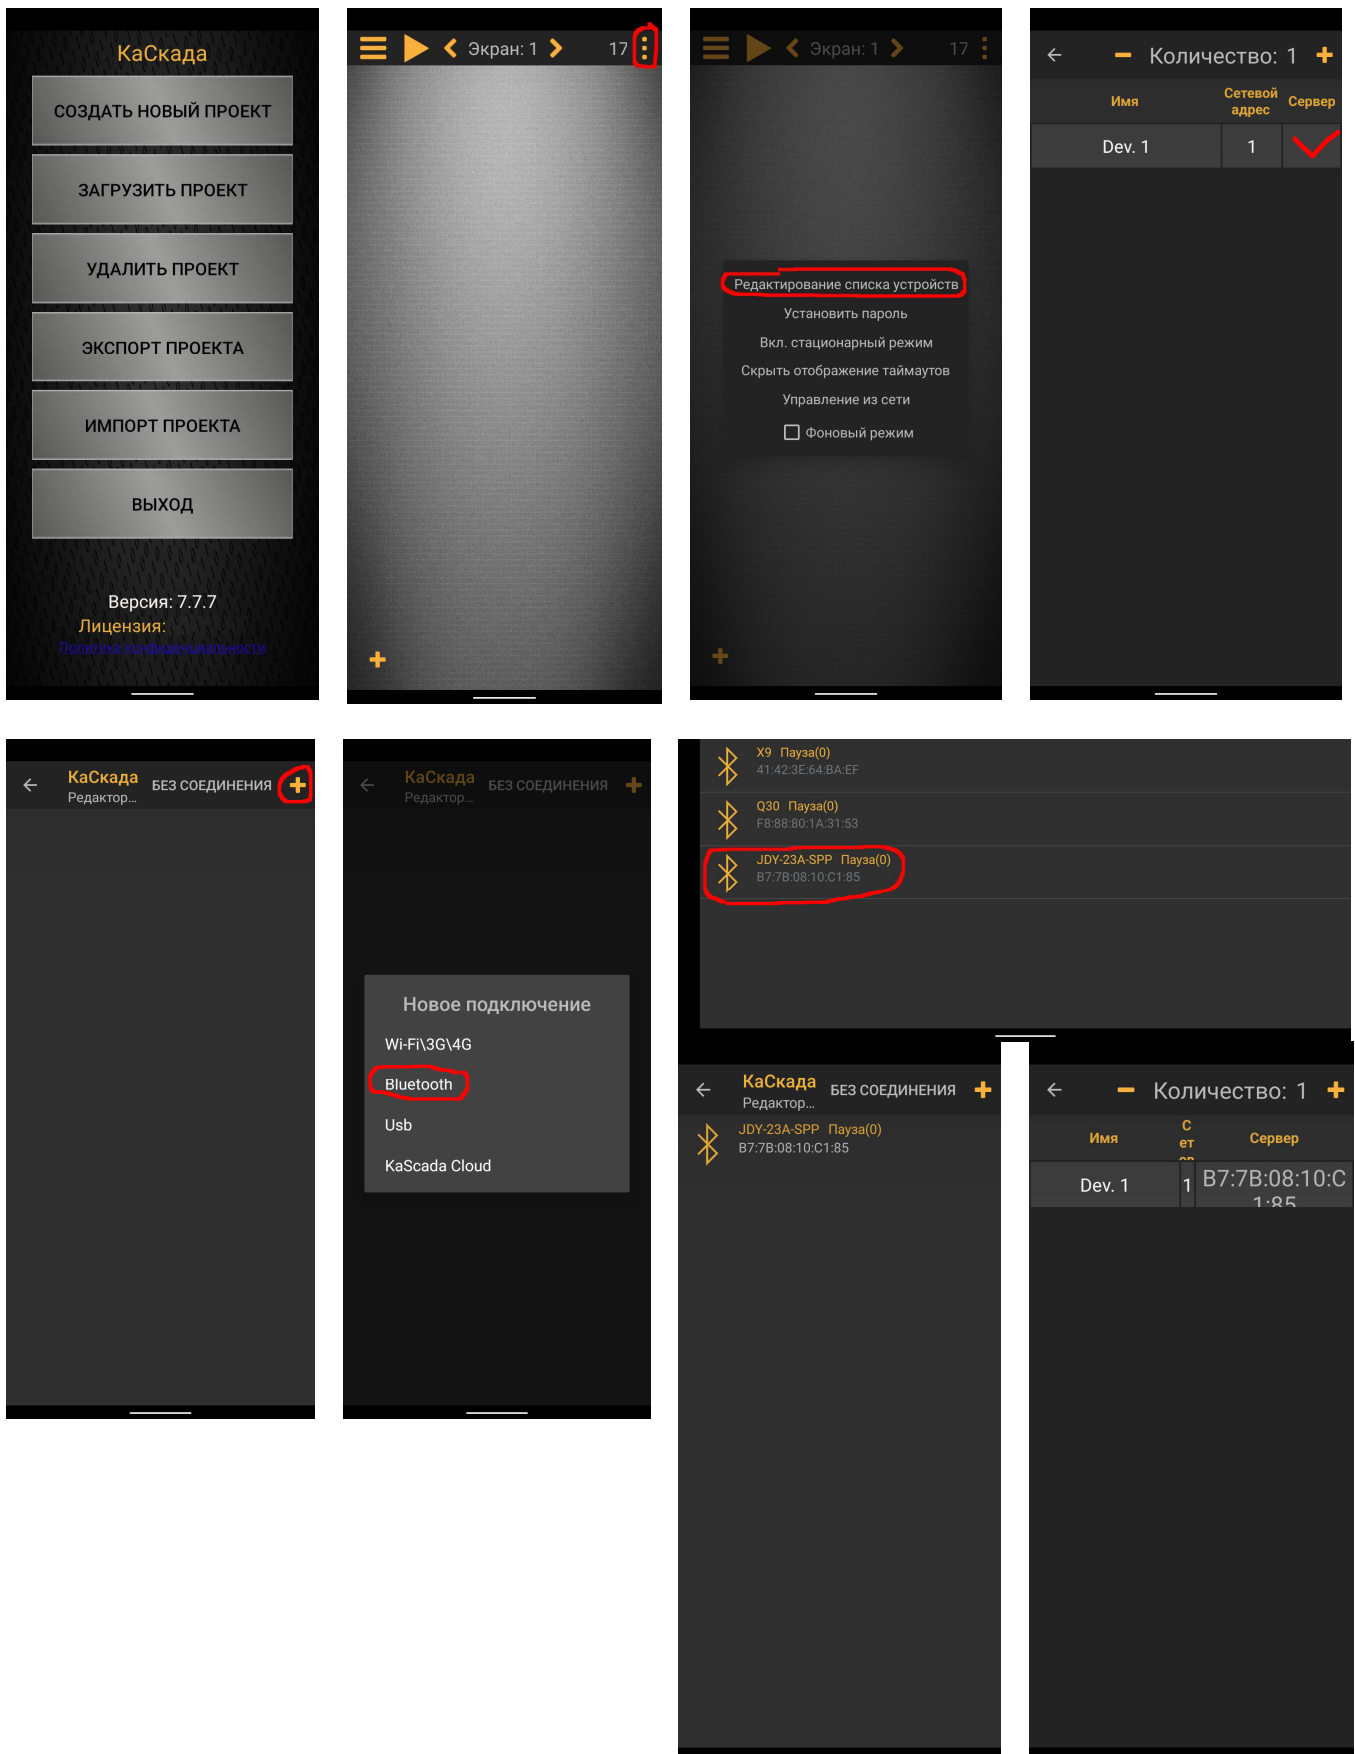 КаСкада
СОЗДАТЬ НОВЫЙ ПРОЕКТ
ЗАГРУЗИТЬ ПРОЕКТ
УДАЛИТЬ ПРОЕКТ
ЭКСПОРТ ПРОЕКТА
ИМПОРТ ПРОЕКТА
ВЫХОД
Версия: 7.7.7
Лицензия:
Политика конфиденциальности
Экран: 1 17
Экран: 1 17
Редактирование списка устройств
Установить пароль
Вкл. стационарный режим
Скрыть отображение таймаутов
Управление из сети
Фоновый режим
Количество: 1
Имя Сетевой адрес Сервер
Dev. 1 1
КаСкада БЕЗ СОЕДИНЕНИЯ
Редактор...
КаСкада БЕЗ СОЕДИНЕНИЯ
Редактор...
Новое подключение
Wi-Fi\3G\4G
Bluetooth
Usb
KaScada Cloud
X9 Пауза(0)
41:42:3E:64:BA:EF
Q30 Пауза(0)
F8:88:80:1A:31:53
JDY-23A-SPP Пауза(0)
B7:7B:08:10:C1:85
КаСкада БЕЗ СОЕДИНЕНИЯ
Редактор...
JDY-23A-SPP Пауза(0)
B7:7B:08:10:C1:85
Количество: 1
Имя С ет ев Сервер
Dev. 1 1 B7:7B:08:10:C
1:85